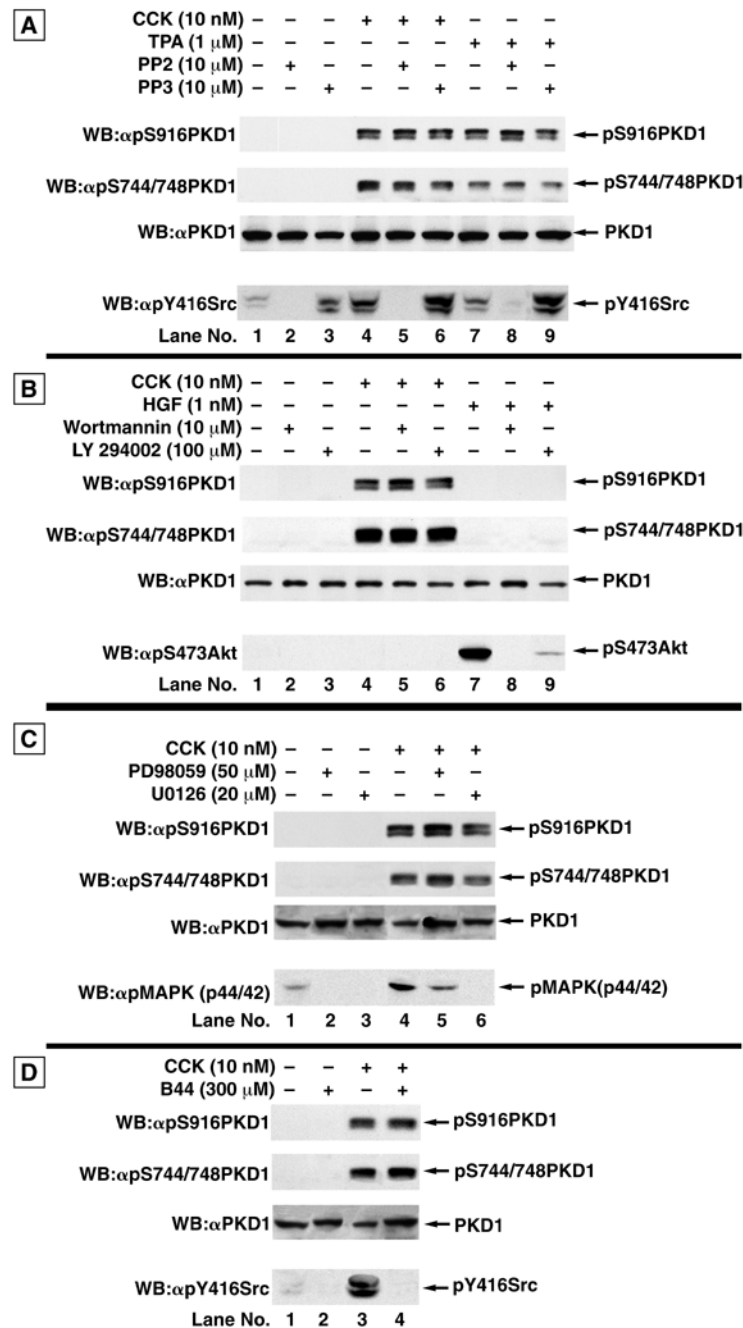 A
CCK (10 nM) – – – + + + – – –
TPA (1 μM) – – – – – – + + +
PP2 (10 μM) – + – – + – – + –
PP3 (10 μM) – – + – – + – – +
WB:αpS916PKD1 pS916PKD1
WB:αpS744/748PKD1 pS744/748PKD1
WB:αPKD1 PKD1
WB:αpY416Src pY416Src
Lane No. 1 2 3 4 5 6 7 8 9
B
CCK (10 nM) – – – + + + – – –
HGF (1 nM) – – – – – – + + +
Wortmannin (10 μM) – + – – + – – + –
LY 294002 (100 μM) – – + – – + – – +
WB:αpS916PKD1 pS916PKD1
WB:αpS744/748PKD1 pS744/748PKD1
WB:αPKD1 PKD1
WB:αpS473Akt pS473Akt
Lane No. 1 2 3 4 5 6 7 8 9
C
CCK (10 nM) – – – + + +
PD98059 (50 μM) – + – – + –
U0126 (20 μM) – – + – – +
WB:αpS916PKD1 pS916PKD1
WB:αpS744/748PKD1 pS744/748PKD1
WB:αPKD1 PKD1
WB:αpMAPK (p44/42) pMAPK(p44/42)
Lane No. 1 2 3 4 5 6
D
CCK (10 nM) – – + +
B44 (300 μM) – + – +
WB:αpS916PKD1 pS916PKD1
WB:αpS744/748PKD1 pS744/748PKD1
WB:αPKD1 PKD1
WB:αpY416Src pY416Src
Lane No. 1 2 3 4